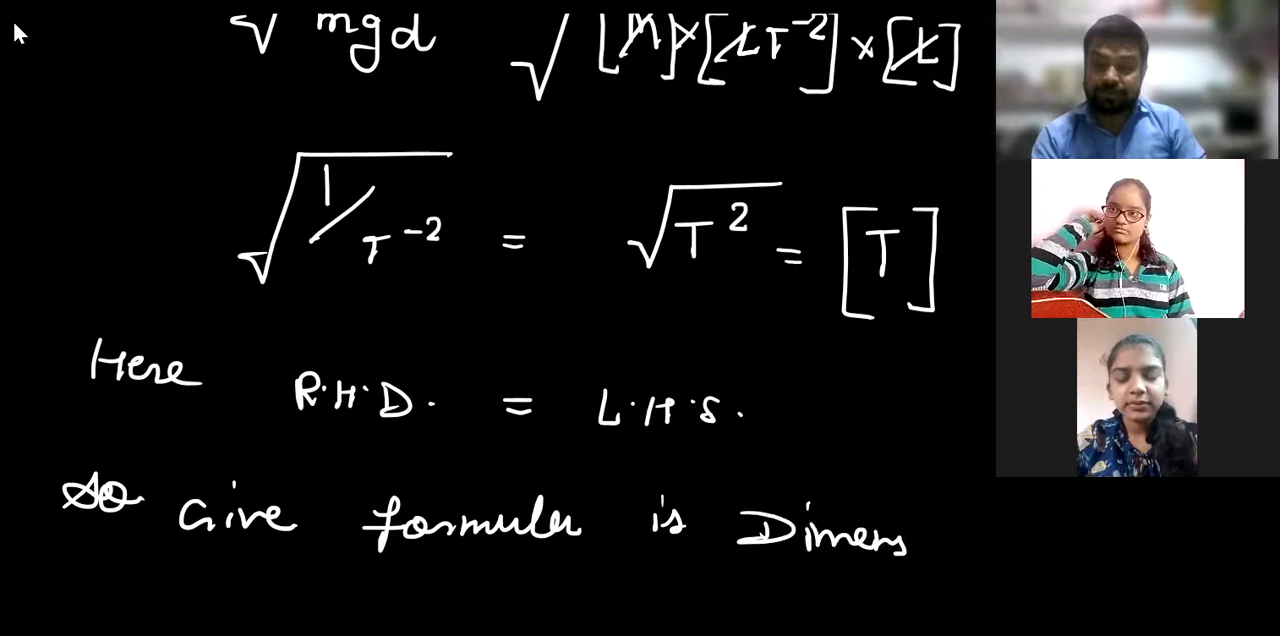 √ mgd √ [M]×[LT⁻²]×[L]
√1/T⁻² = √T² = [T]
Here R.H.D. = L.H.S.
So Give formula is Dimens